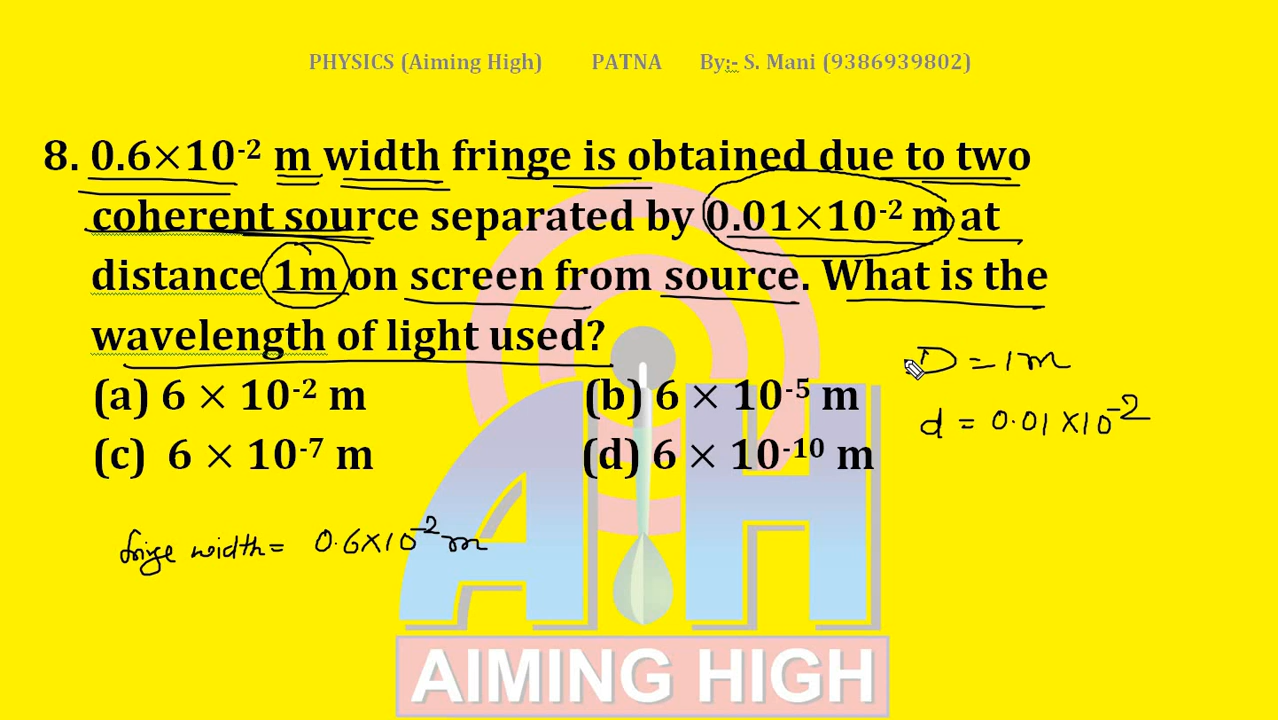 PHYSICS (Aiming High) PATNA By:- S. Mani (9386939802)
8. 0.6×10⁻² m width fringe is obtained due to two
coherent source separated by 0.01×10⁻² m at
distance 1m on screen from source. What is the
wavelength of light used?
D = 1m
(a) 6 × 10⁻² m (b) 6 × 10⁻⁵ m
d = 0.01×10⁻²
(c) 6 × 10⁻⁷ m (d) 6 × 10⁻¹⁰ m
fringe width = 0.6×10⁻² m
AH
AIMING HIGH